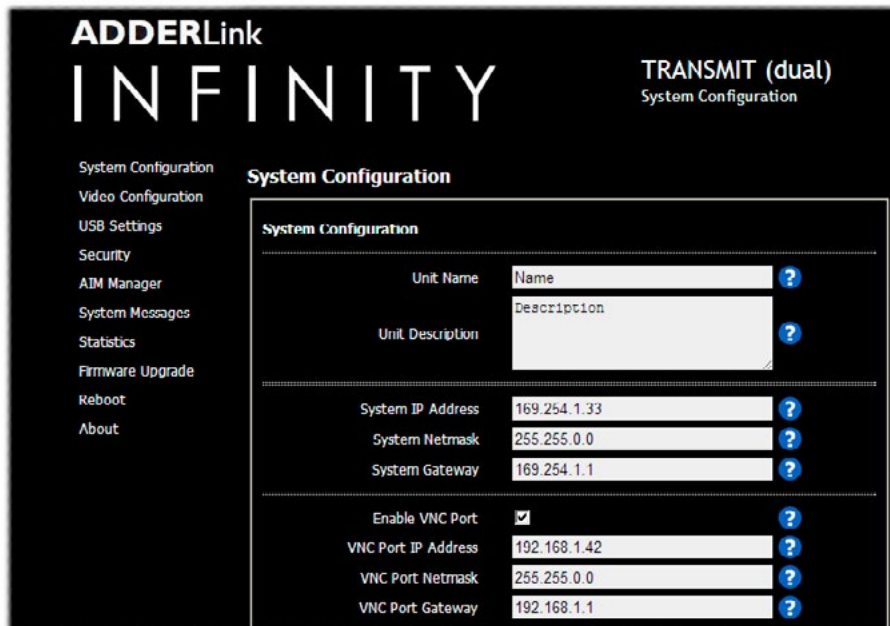 ADDERLink
INFINITY
TRANSMIT (dual)
System Configuration
System Configuration
Video Configuration
USB Settings
Security
AIM Manager
System Messages
Statistics
Firmware Upgrade
Reboot
About
System Configuration
System Configuration
Unit Name Name ?
Unit Description Description ?
System IP Address 169.254.1.33 ?
System Netmask 255.255.0.0 ?
System Gateway 169.254.1.1 ?
Enable VNC Port ?
VNC Port IP Address 192.168.1.42 ?
VNC Port Netmask 255.255.0.0 ?
VNC Port Gateway 192.168.1.1 ?